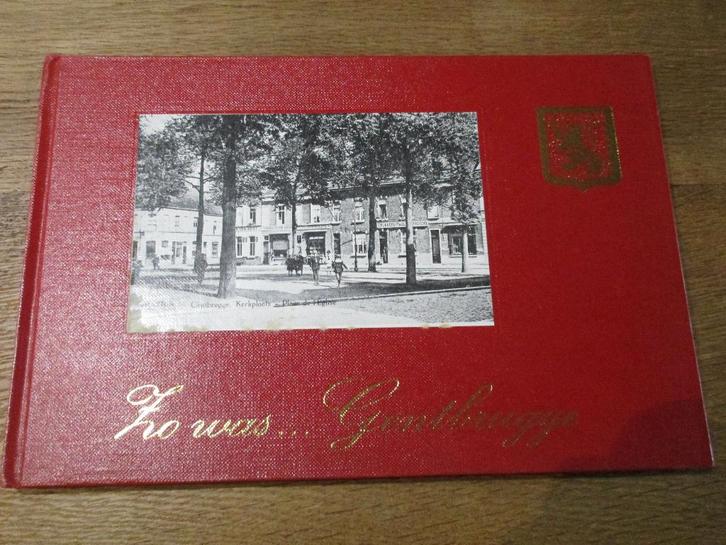 Gentbrugge. Kerkplaats - Place de l'Eglise
Zo was... Gentbrugge